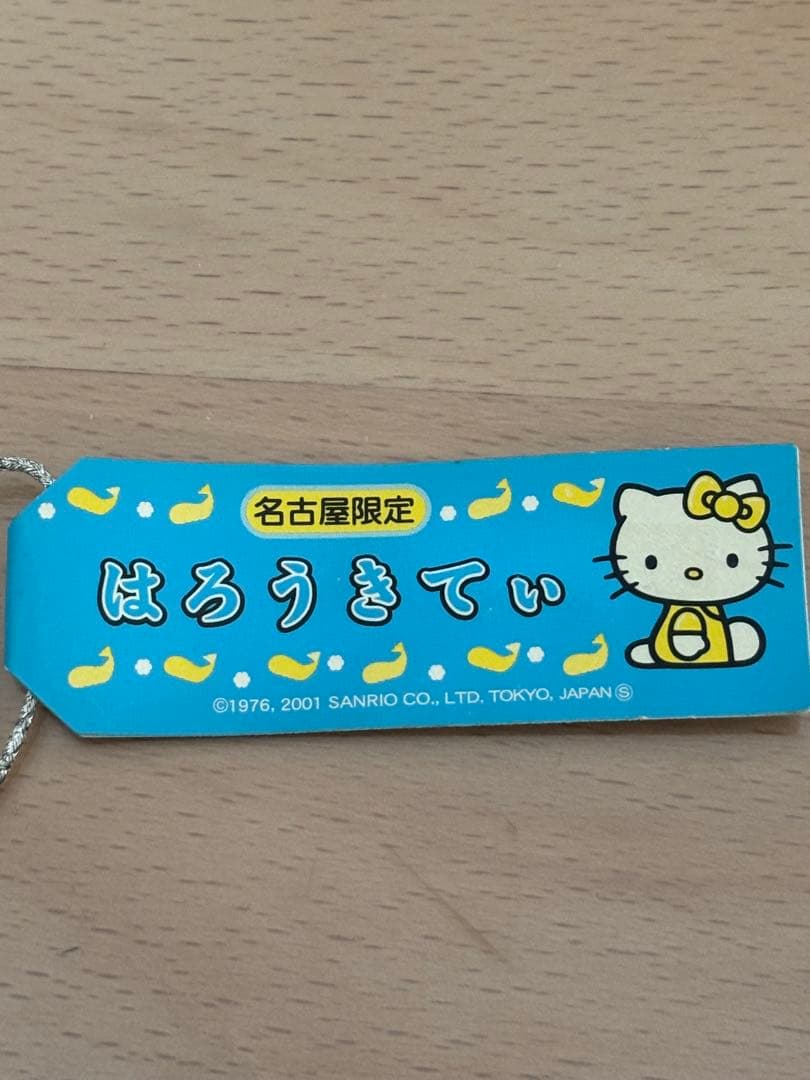 名古屋限定
はろうきてぃ
©1976, 2001 SANRIO CO., LTD. TOKYO, JAPAN Ⓢ